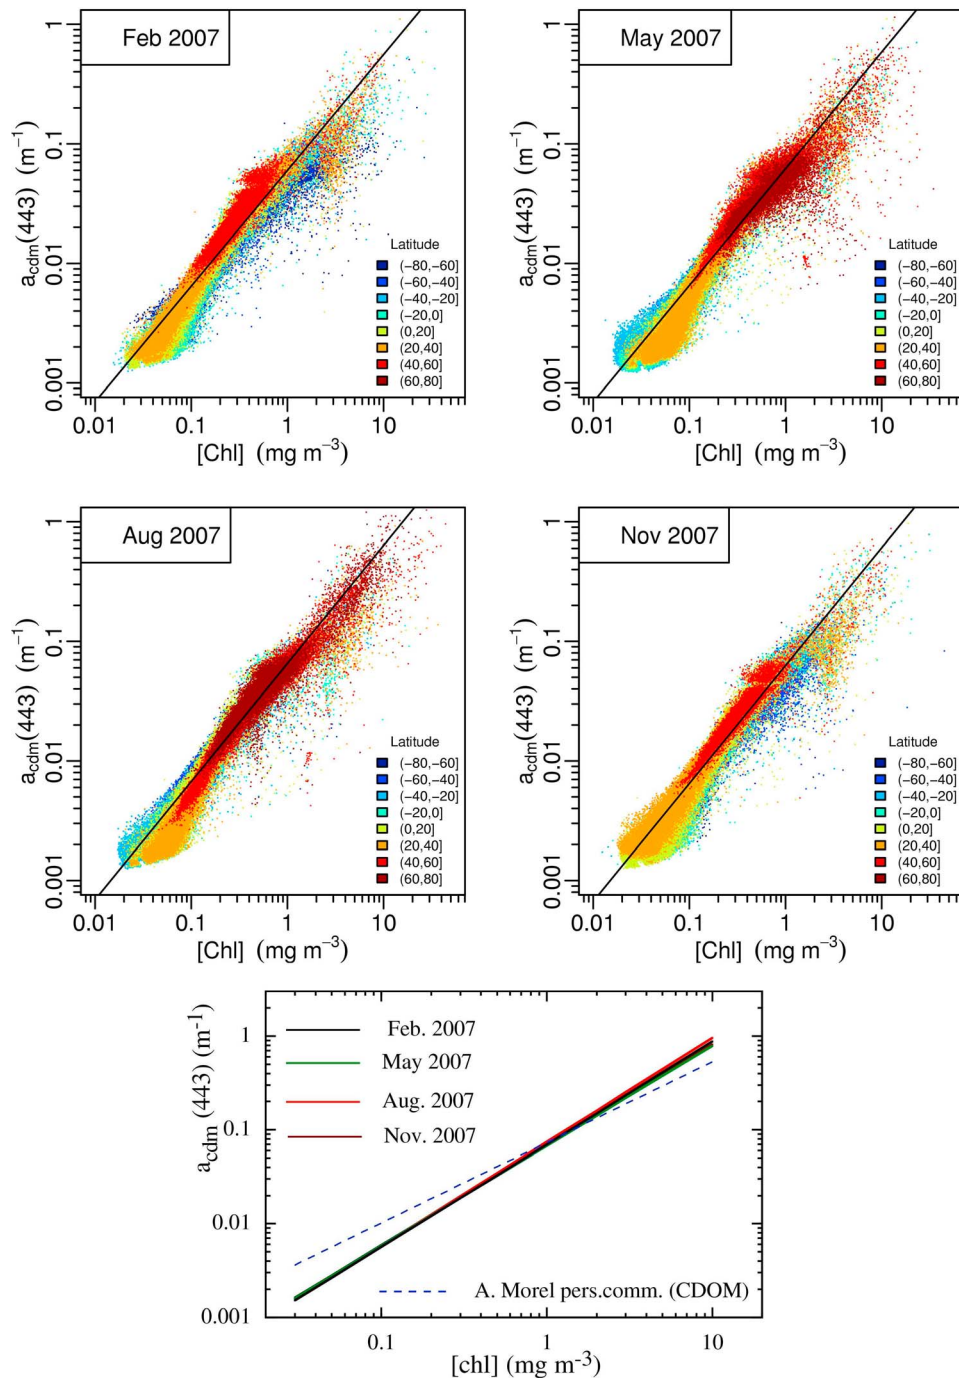 Feb 2007
1
0.1
0.01
0.001
a_cdm(443) (m⁻¹)
Latitude
(−80,−60]
(−60,−40]
(−40,−20]
(−20,0]
(0,20]
(20,40]
(40,60]
(60,80]
0.01 0.1 1 10
[Chl] (mg m⁻³)
May 2007
1
0.1
0.01
0.001
a_cdm(443) (m⁻¹)
Latitude
(−80,−60]
(−60,−40]
(−40,−20]
(−20,0]
(0,20]
(20,40]
(40,60]
(60,80]
0.01 0.1 1 10
[Chl] (mg m⁻³)
Aug 2007
1
0.1
0.01
0.001
a_cdm(443) (m⁻¹)
Latitude
(−80,−60]
(−60,−40]
(−40,−20]
(−20,0]
(0,20]
(20,40]
(40,60]
(60,80]
0.01 0.1 1 10
[Chl] (mg m⁻³)
Nov 2007
1
0.1
0.01
0.001
a_cdm(443) (m⁻¹)
Latitude
(−80,−60]
(−60,−40]
(−40,−20]
(−20,0]
(0,20]
(20,40]
(40,60]
(60,80]
0.01 0.1 1 10
[Chl] (mg m⁻³)
1
0.1
0.01
0.001
a_cdm(443) (m⁻¹)
Feb. 2007
May 2007
Aug. 2007
Nov. 2007
A. Morel pers.comm. (CDOM)
0.1 1 10
[chl] (mg m⁻³)